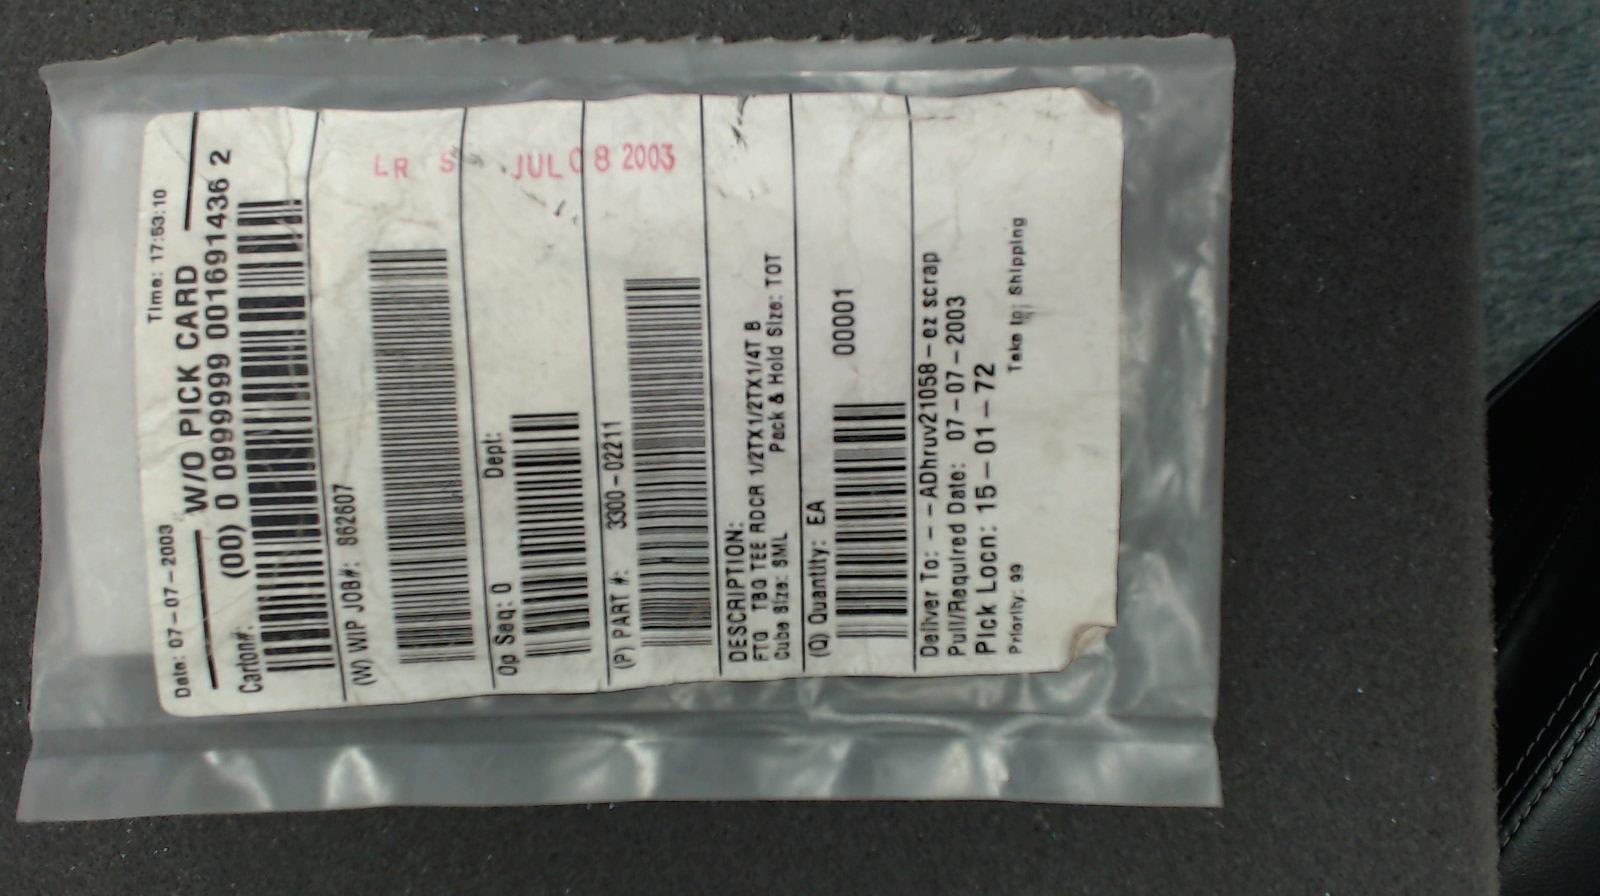 Date: 07-07-2003 Time: 17:53:10
W/O PICK CARD
Carton#: (00) 0 0999999 001691436 2
(W) WIP JOB#: 862607
LR S JUL 08 2003
Op Seq: 0 Dept:
(P) PART #: 3300-02211
DESCRIPTION:
FTG TBG TEE RDCR 1/2TX1/2TX1/4T B
Cube Size: SML Pack & Hold Size: TOT
(Q) Quantity: EA 00001
Deliver To: - -ADhruv21058-ez scrap
Pull/Required Date: 07-07-2003
Pick Locn: 15-01-72
Priority: 99 Take to: Shipping